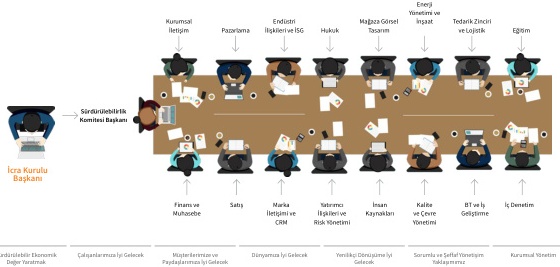 Kurumsal
İletişim
Pazarlama
Endüstri
İlişkileri ve İSG
Hukuk
Mağaza Görsel
Tasarım
Enerji
Yönetimi ve
İnşaat
Tedarik Zinciri
ve Lojistik
Eğitim
Sürdürülebilirlik
Komitesi Başkanı
İcra Kurulu
Başkanı
Finans ve
Muhasebe
Satış
Marka
İletişimi ve
CRM
Yatırımcı
İlişkileri ve
Risk Yönetimi
İnsan
Kaynakları
Kalite
ve Çevre
Yönetimi
BT ve İş
Geliştirme
İç Denetim
ürdürülebilir Ekonomik
Değer Yaratmak
Çalışanlarımıza İyi Gelecek
Müşterilerimize ve
Paydaşlarımıza İyi Gelecek
Dünyamıza İyi Gelecek
Yenilikçi Dönüşüme İyi
Gelecek
Sorumlu ve Şeffaf Yönetişim
Yaklaşımımız
Kurumsal Yönetim